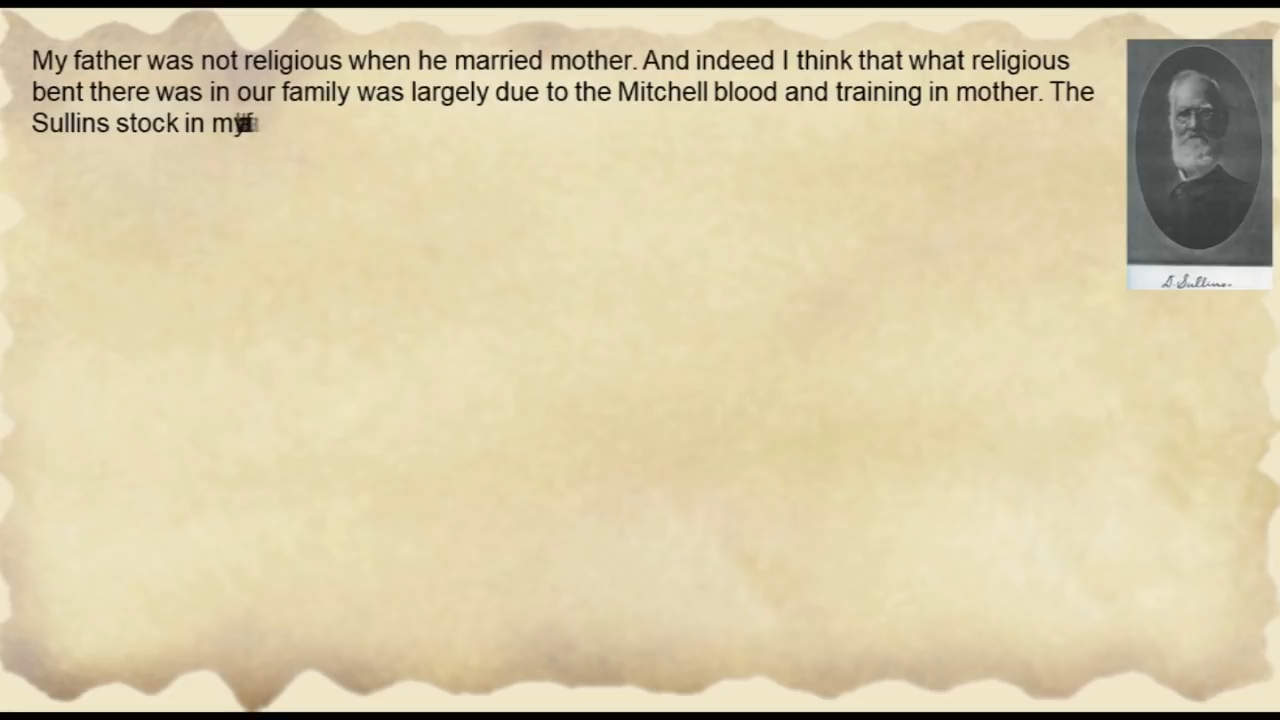 My father was not religious when he married mother. And indeed I think that what religious
bent there was in our family was largely due to the Mitchell blood and training in mother. The
Sullins stock in my
D. Sullins.